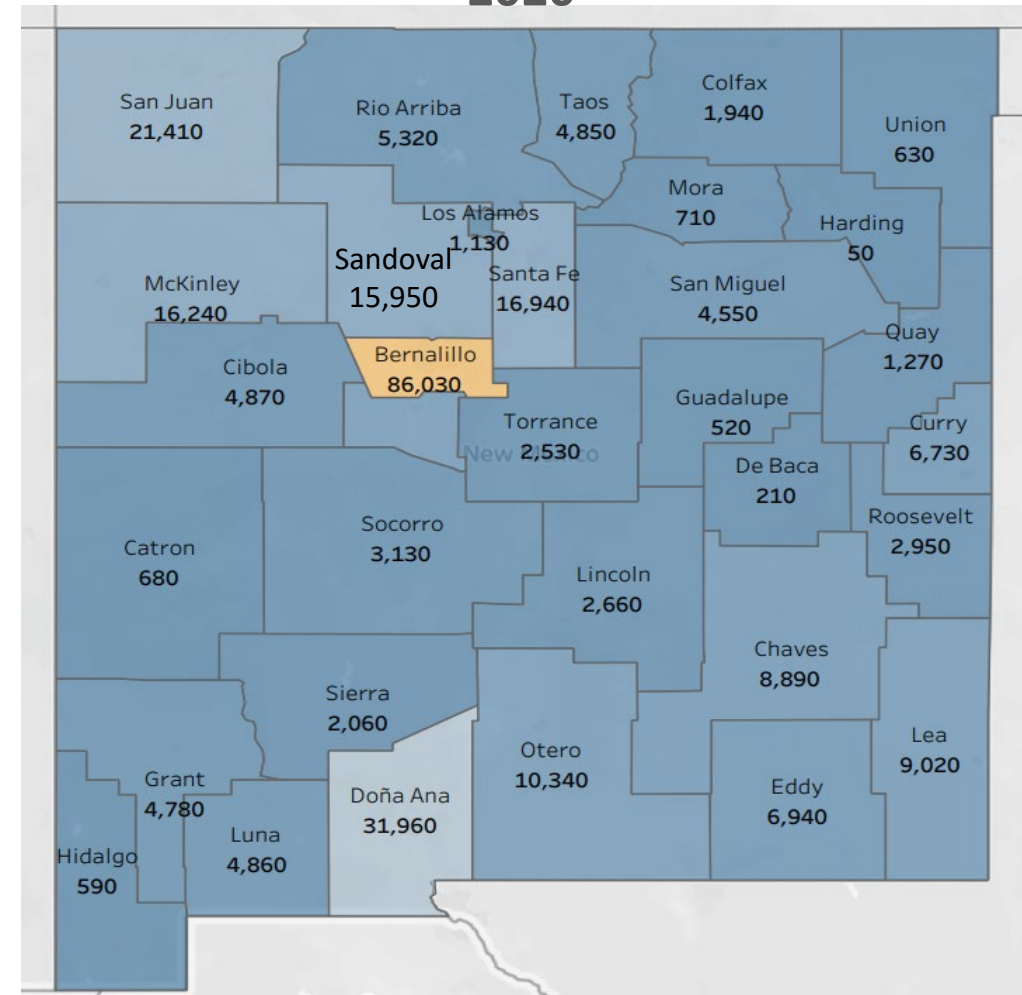 San Juan
21,410
Rio Arriba
5,320
Taos
4,850
Colfax
1,940
Union
630
Mora
710
Harding
50
Los Alamos
1,130
Sandoval
15,950
Santa Fe
16,940
San Miguel
4,550
McKinley
16,240
Quay
1,270
Cibola
4,870
Bernalillo
86,030
Guadalupe
520
Torrance
2,530
New Mexico
Curry
6,730
De Baca
210
Roosevelt
2,950
Catron
680
Socorro
3,130
Lincoln
2,660
Chaves
8,890
Sierra
2,060
Otero
10,340
Lea
9,020
Grant
4,780
Doña Ana
31,960
Eddy
6,940
Luna
4,860
Hidalgo
590